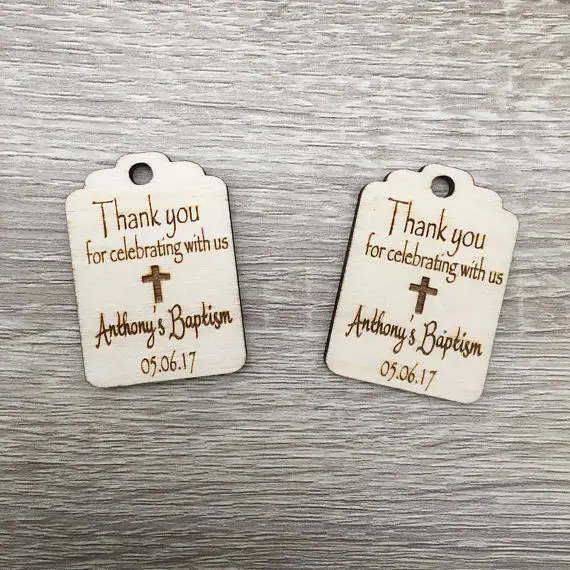 Thank you
for celebrating with us
Anthony's Baptism
05.06.17
Thank you
for celebrating with us
Anthony's Baptism
05.06.17